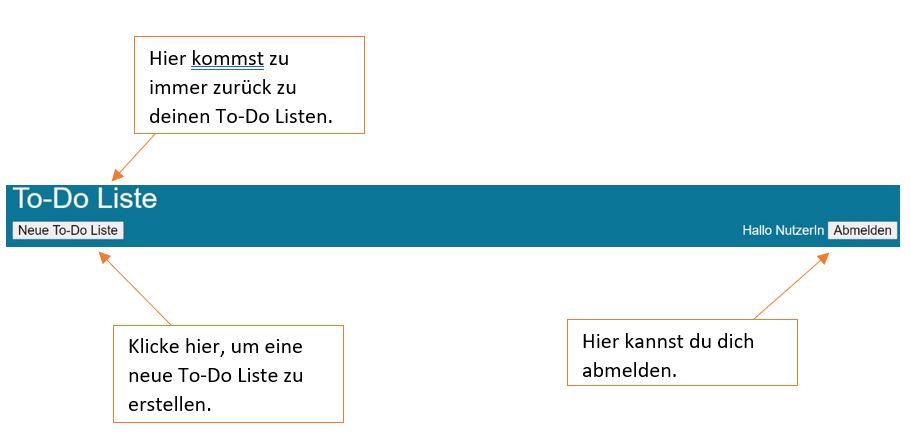 Hier kommst zu
immer zurück zu
deinen To-Do Listen.
To-Do Liste
Neue To-Do Liste
Hallo NutzerIn Abmelden
Klicke hier, um eine
neue To-Do Liste zu
erstellen.
Hier kannst du dich
abmelden.